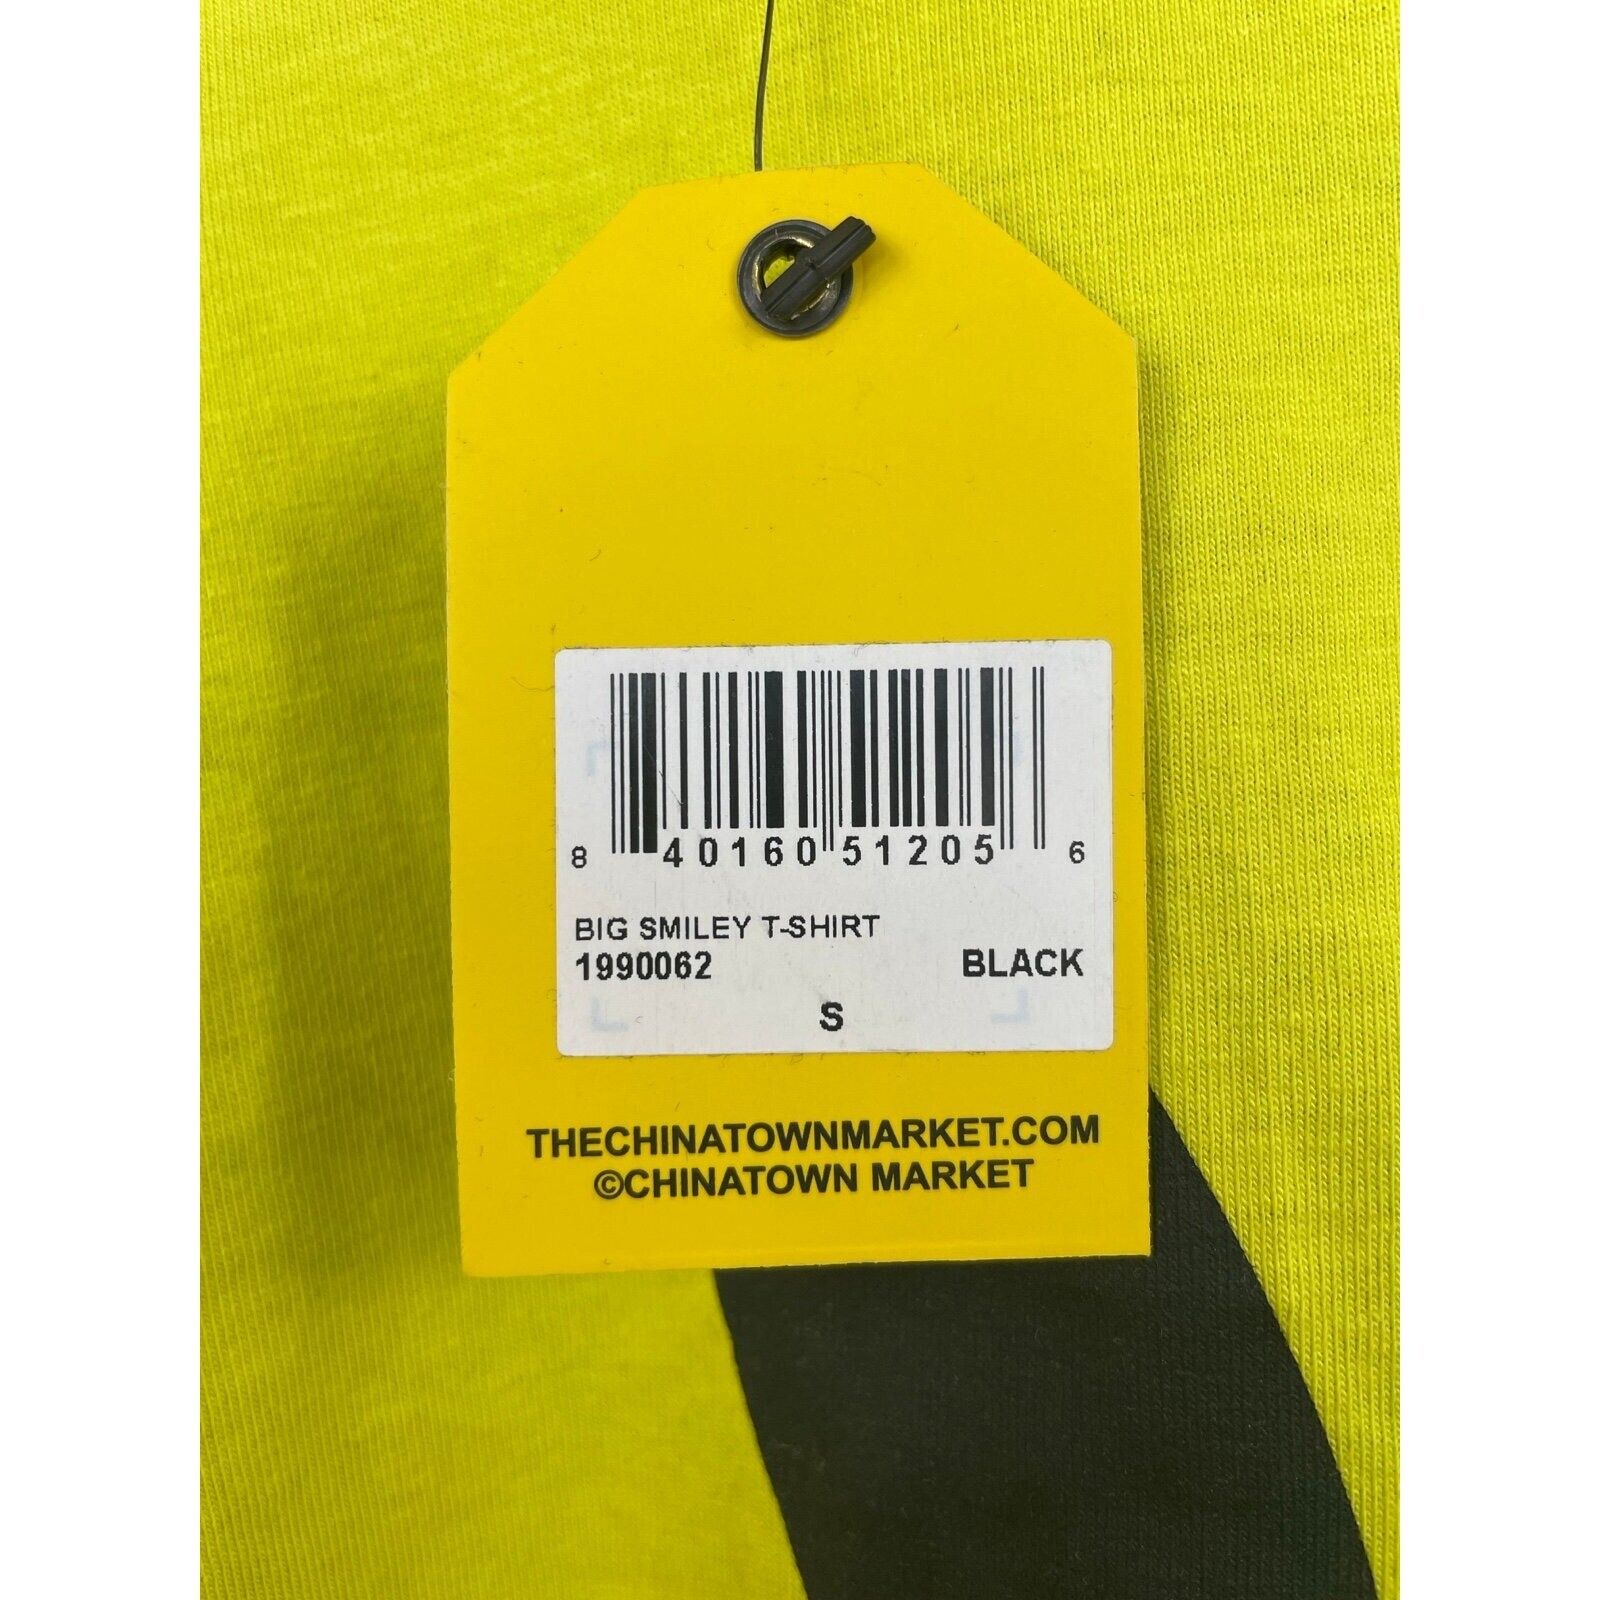 8 40160 51205 6
BIG SMILEY T-SHIRT
1990062 BLACK
S
THECHINATOWNMARKET.COM
©CHINATOWN MARKET